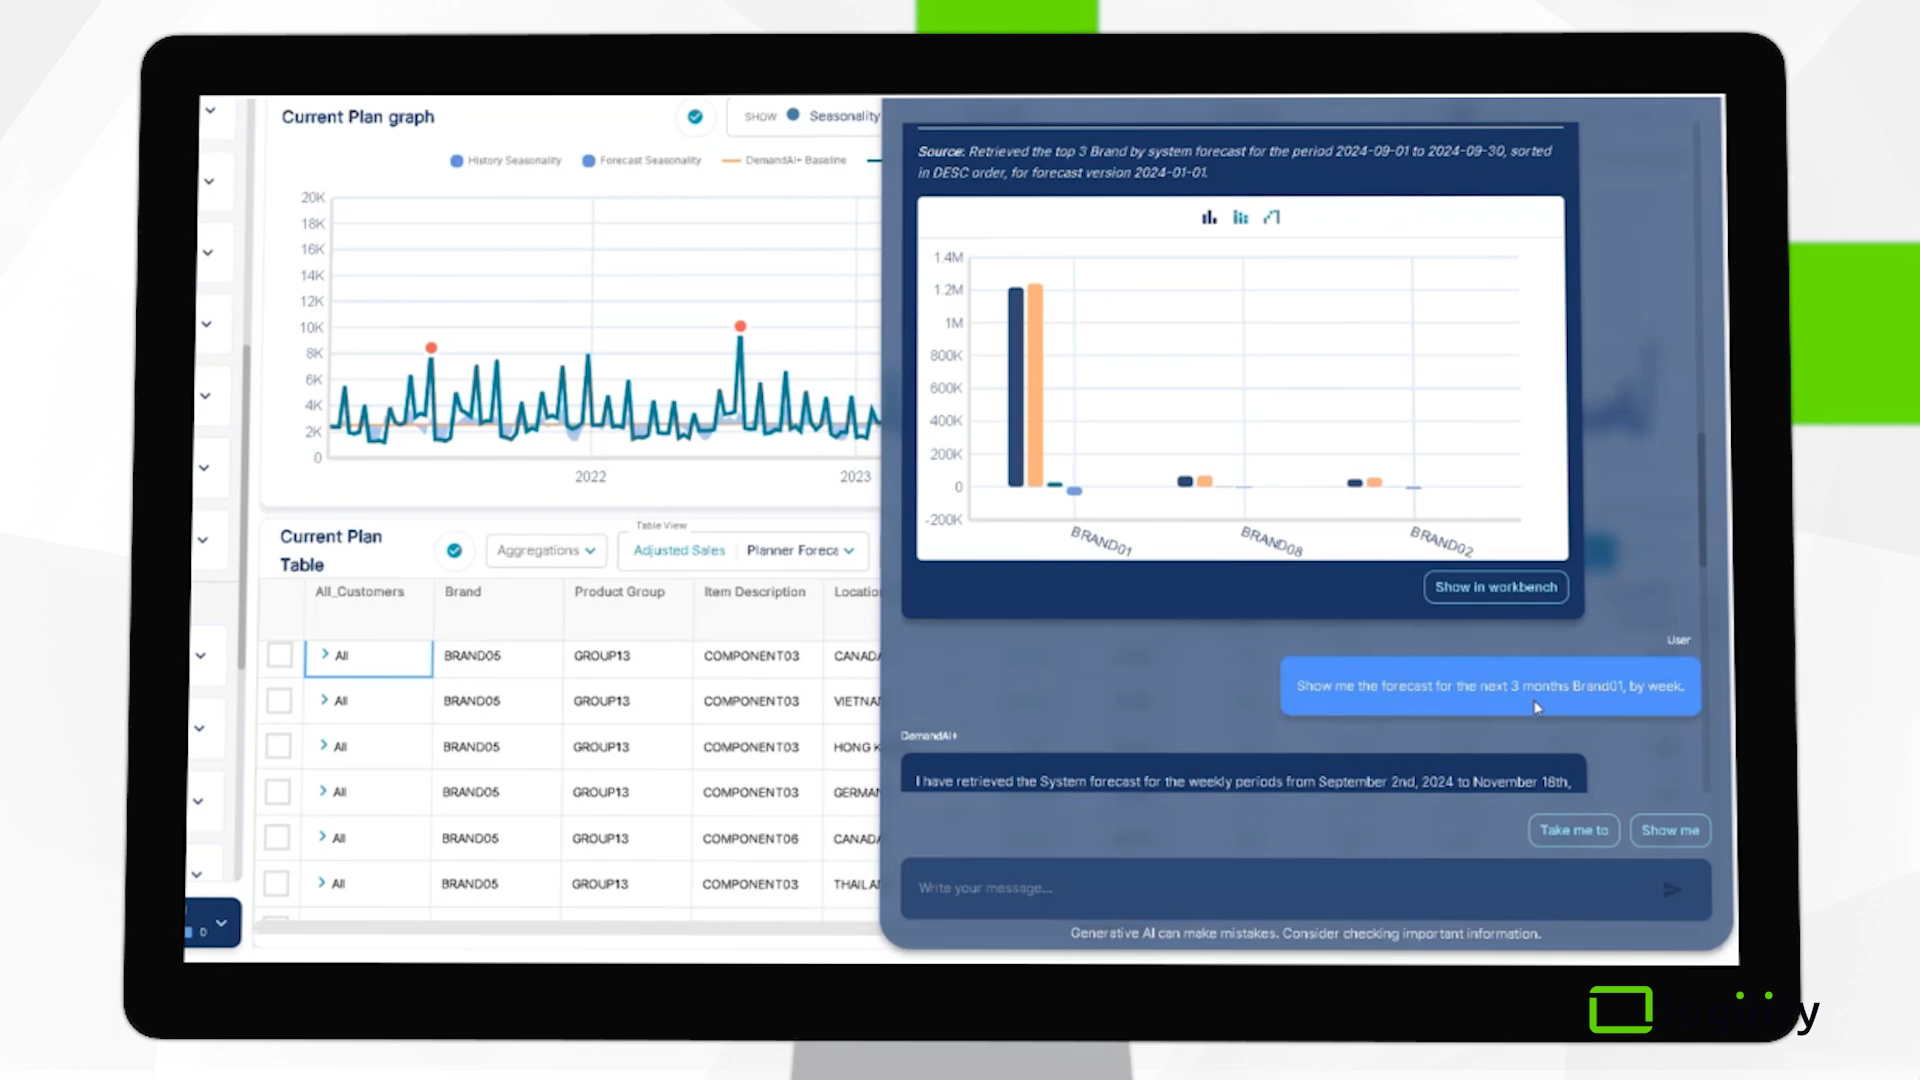 Current Plan graph
SHOW Seasonality
History Seasonality Forecast Seasonality DemandAI+ Baseline
20K
18K
16K
14K
12K
10K
8K
6K
4K
2K
0
2022 2023
Current Plan
Table
Aggregations
Table View
Adjusted Sales Planner Foreca
All_Customers Brand Product Group Item Description Locatio
All BRAND05 GROUP13 COMPONENT03 CANADA
All BRAND05 GROUP13 COMPONENT03 VIETNA
All BRAND05 GROUP13 COMPONENT03 HONG K
All BRAND05 GROUP13 COMPONENT03 GERMAN
All BRAND05 GROUP13 COMPONENT06 CANADA
All BRAND05 GROUP13 COMPONENT03 THAILA
D
Source: Retrieved the top 3 Brand by system forecast for the period 2024-09-01 to 2024-09-30, sorted
in DESC order, for forecast version 2024-01-01.
1.4M
1.2M
1M
800K
600K
400K
200K
0
-200K
BRAND01 BRAND08 BRAND02
Show in workbench
User
Show me the forecast for the next 3 months Brand01, by week.
DemandAI+
I have retrieved the System forecast for the weekly periods from September 2nd, 2024 to November 18th,
Take me to Show me
Write your message...
Generative AI can make mistakes. Consider checking important information.